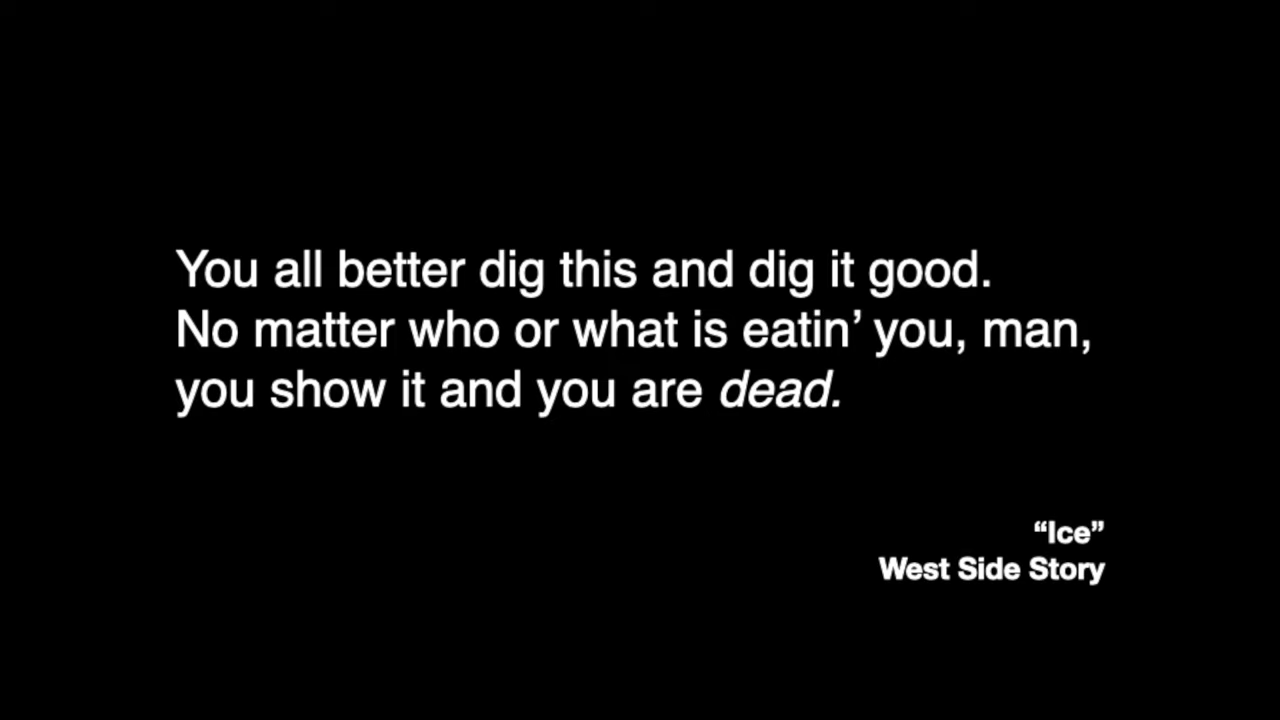 You all better dig this and dig it good.
No matter who or what is eatin’ you, man,
you show it and you are dead.
“Ice”
West Side Story